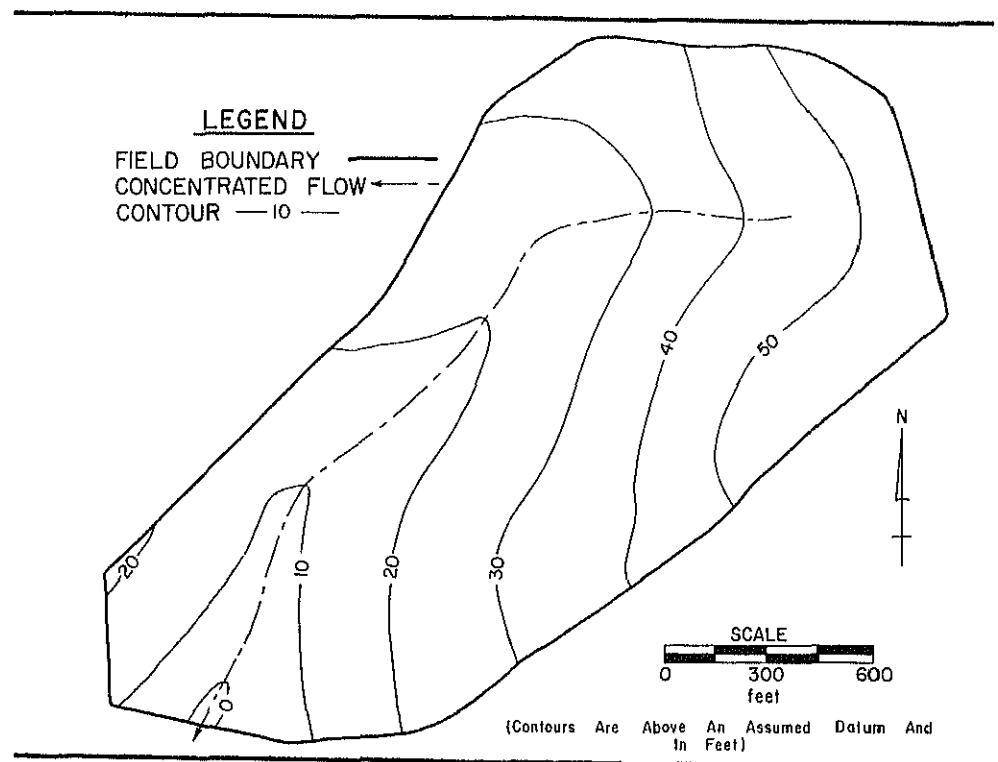 LEGEND
FIELD BOUNDARY
CONCENTRATED FLOW
CONTOUR 10
40
50
N
20
10
20
30
0
SCALE
0 300 600
feet
(Contours Are Above An Assumed Datum And
In Feet)